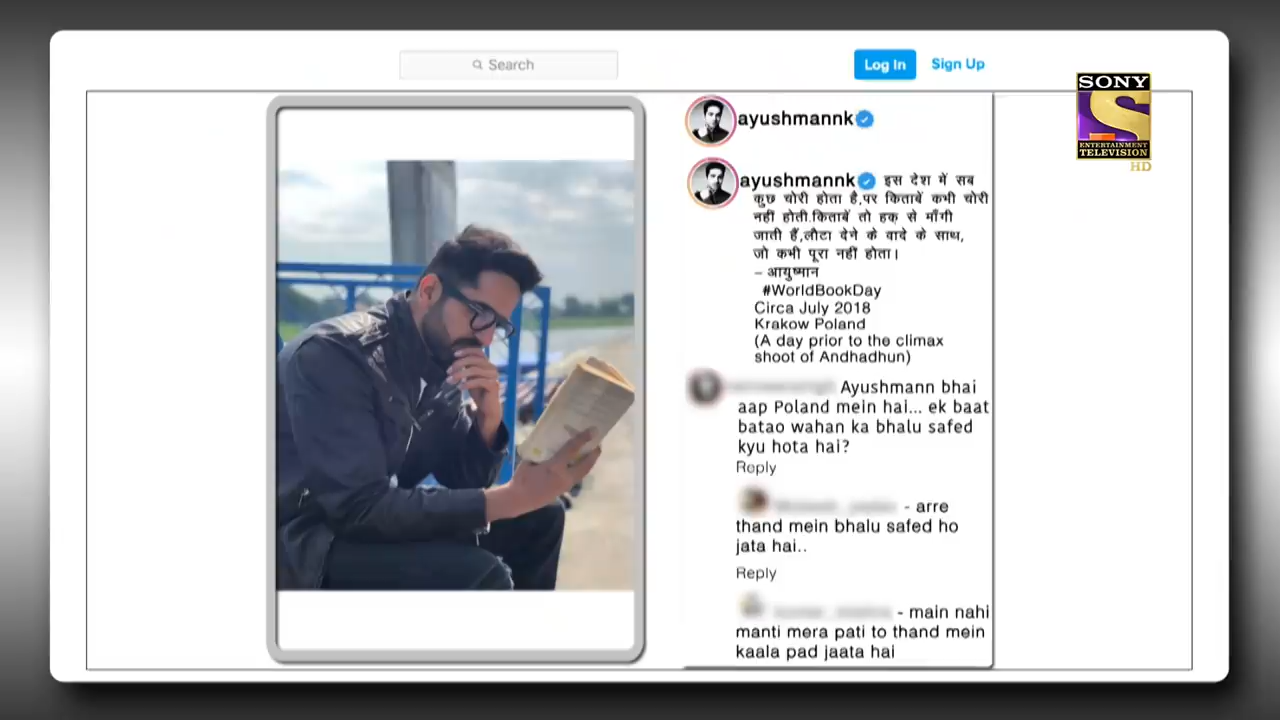 Search
Log In
Sign Up
SONY
S
ENTERTAINMENT
TELEVISION
HD
ayushmannk
ayushmannk इस देश में सब
कुछ चोरी होता है,पर किताबें कभी चोरी
नहीं होती.किताबें तो हक़ से माँगी
जाती हैं,लौटा देने के वादे के साथ,
जो कभी पूरा नहीं होता।
– आयुष्मान
#WorldBookDay
Circa July 2018
Krakow Poland
(A day prior to the climax
shoot of Andhadhun)
Ayushmann bhai
aap Poland mein hai... ek baat
batao wahan ka bhalu safed
kyu hota hai?
Reply
- arre
thand mein bhalu safed ho
jata hai..
Reply
- main nahi
manti mera pati to thand mein
kaala pad jaata hai